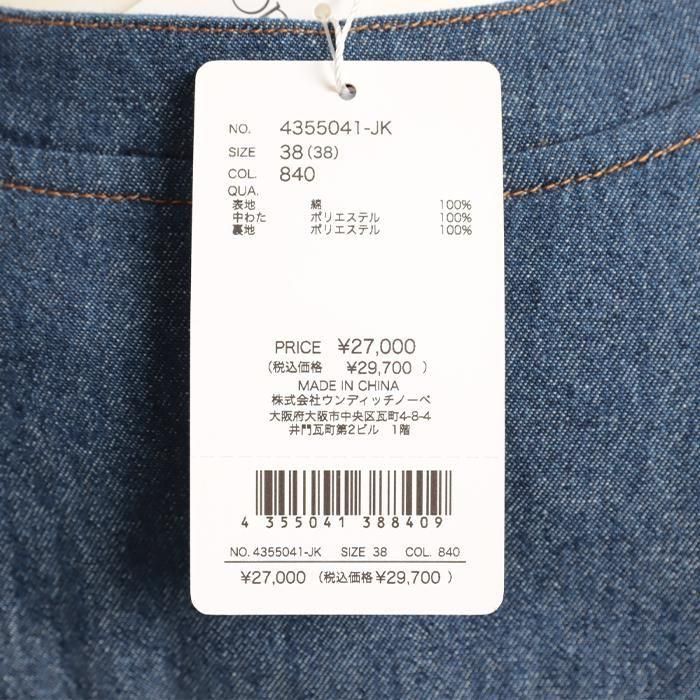 NO. 4355041-JK
SIZE 38(38)
COL. 840
QUA.
表地 綿 100%
中わた ポリエステル 100%
裏地 ポリエステル 100%
PRICE ¥27,000
(税込価格 ¥29,700 )
MADE IN CHINA
株式会社ウンディッチノーベ
大阪府大阪市中央区瓦町4-8-4
井門瓦町第2ビル 1階
4 355041 388409
NO. 4355041-JK SIZE 38 COL. 840
¥27,000 (税込価格¥29,700 )